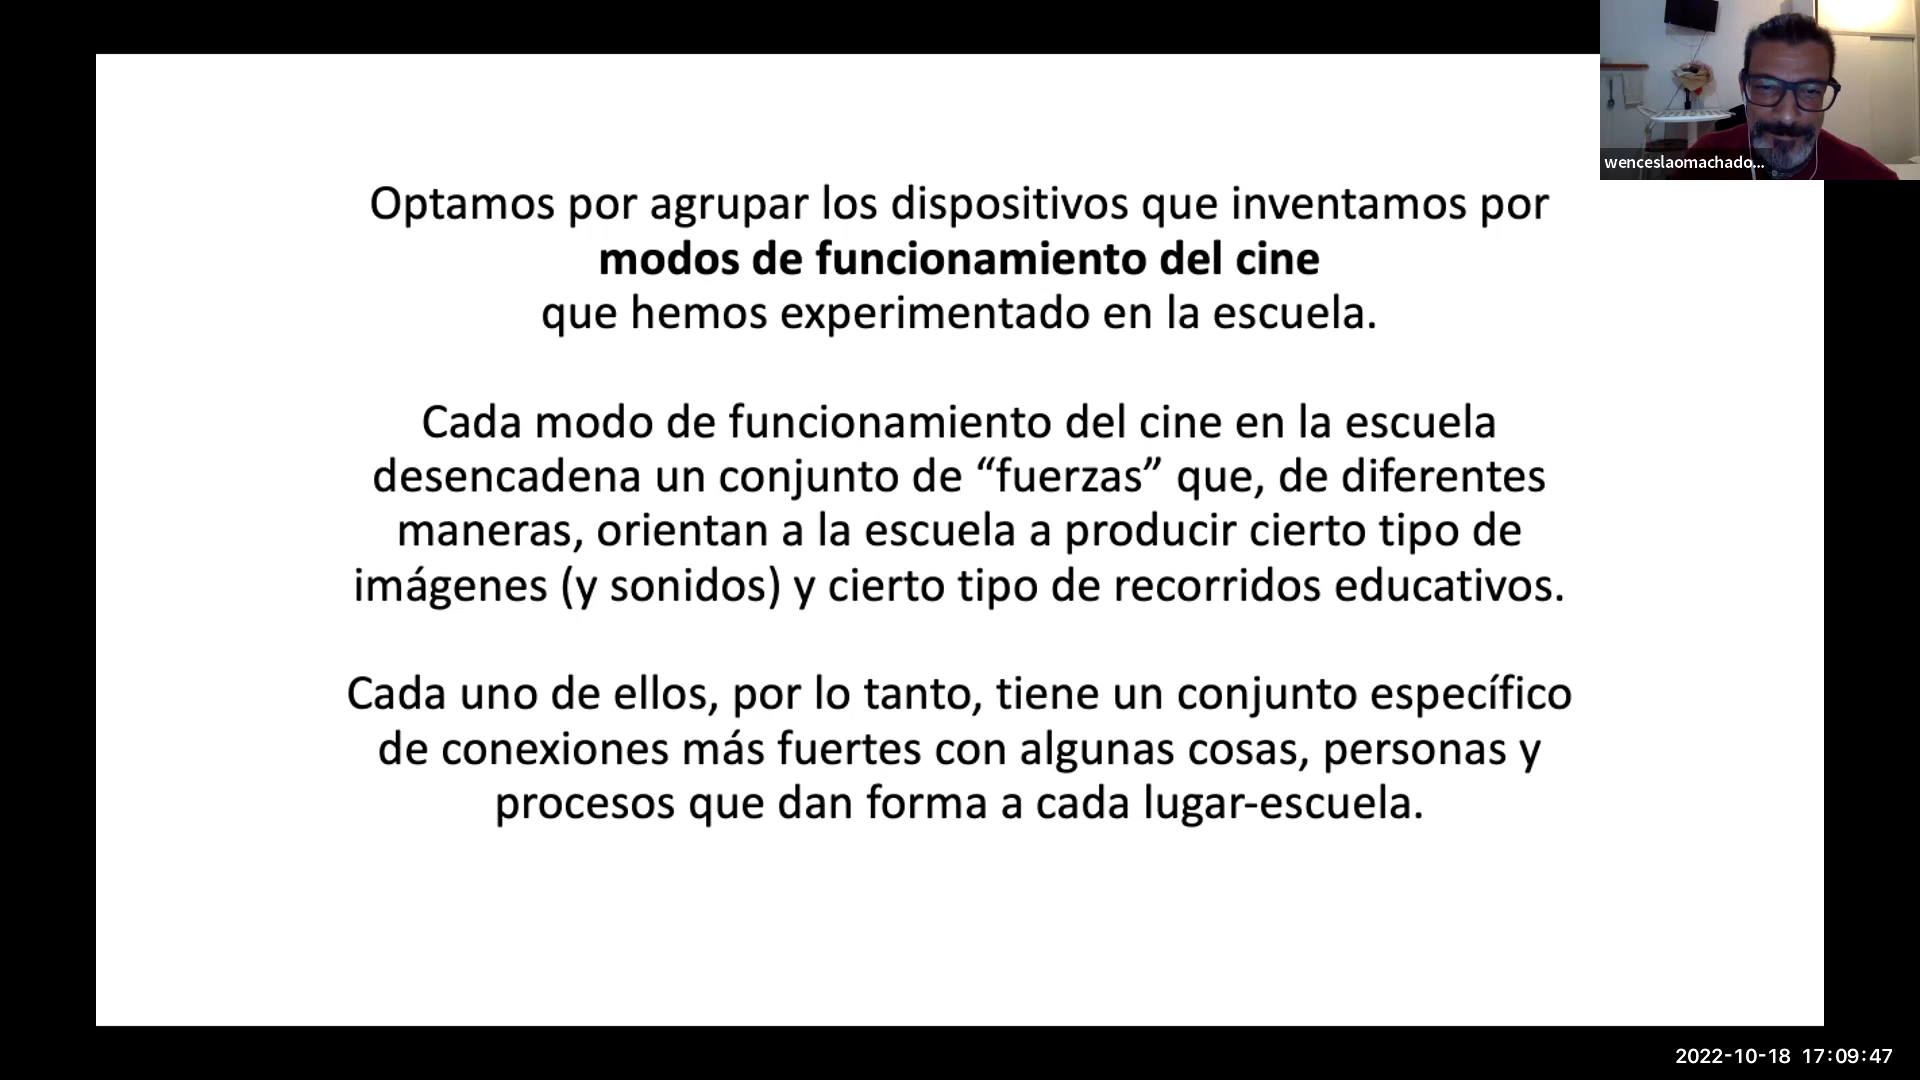 Optamos por agrupar los dispositivos que inventamos por
modos de funcionamiento del cine
que hemos experimentado en la escuela.
Cada modo de funcionamiento del cine en la escuela
desencadena un conjunto de “fuerzas” que, de diferentes
maneras, orientan a la escuela a producir cierto tipo de
imágenes (y sonidos) y cierto tipo de recorridos educativos.
Cada uno de ellos, por lo tanto, tiene un conjunto específico
de conexiones más fuertes con algunas cosas, personas y
procesos que dan forma a cada lugar-escuela.
wenceslaomachado...
2022-10-18 17:09:47